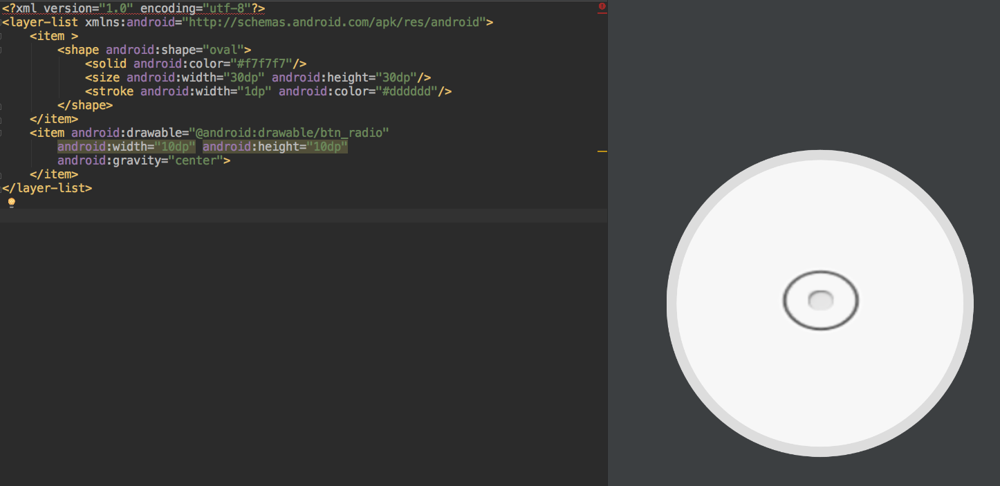 <?xml version="1.0" encoding="utf-8"?>
<layer-list xmlns:android="http://schemas.android.com/apk/res/android">
    <item >
        <shape android:shape="oval">
            <solid android:color="#f7f7f7"/>
            <size android:width="30dp" android:height="30dp"/>
            <stroke android:width="1dp" android:color="#dddddd"/>
        </shape>
    </item>
    <item android:drawable="@android:drawable/btn_radio"
        android:width="10dp" android:height="10dp"
        android:gravity="center">
    </item>
</layer-list>